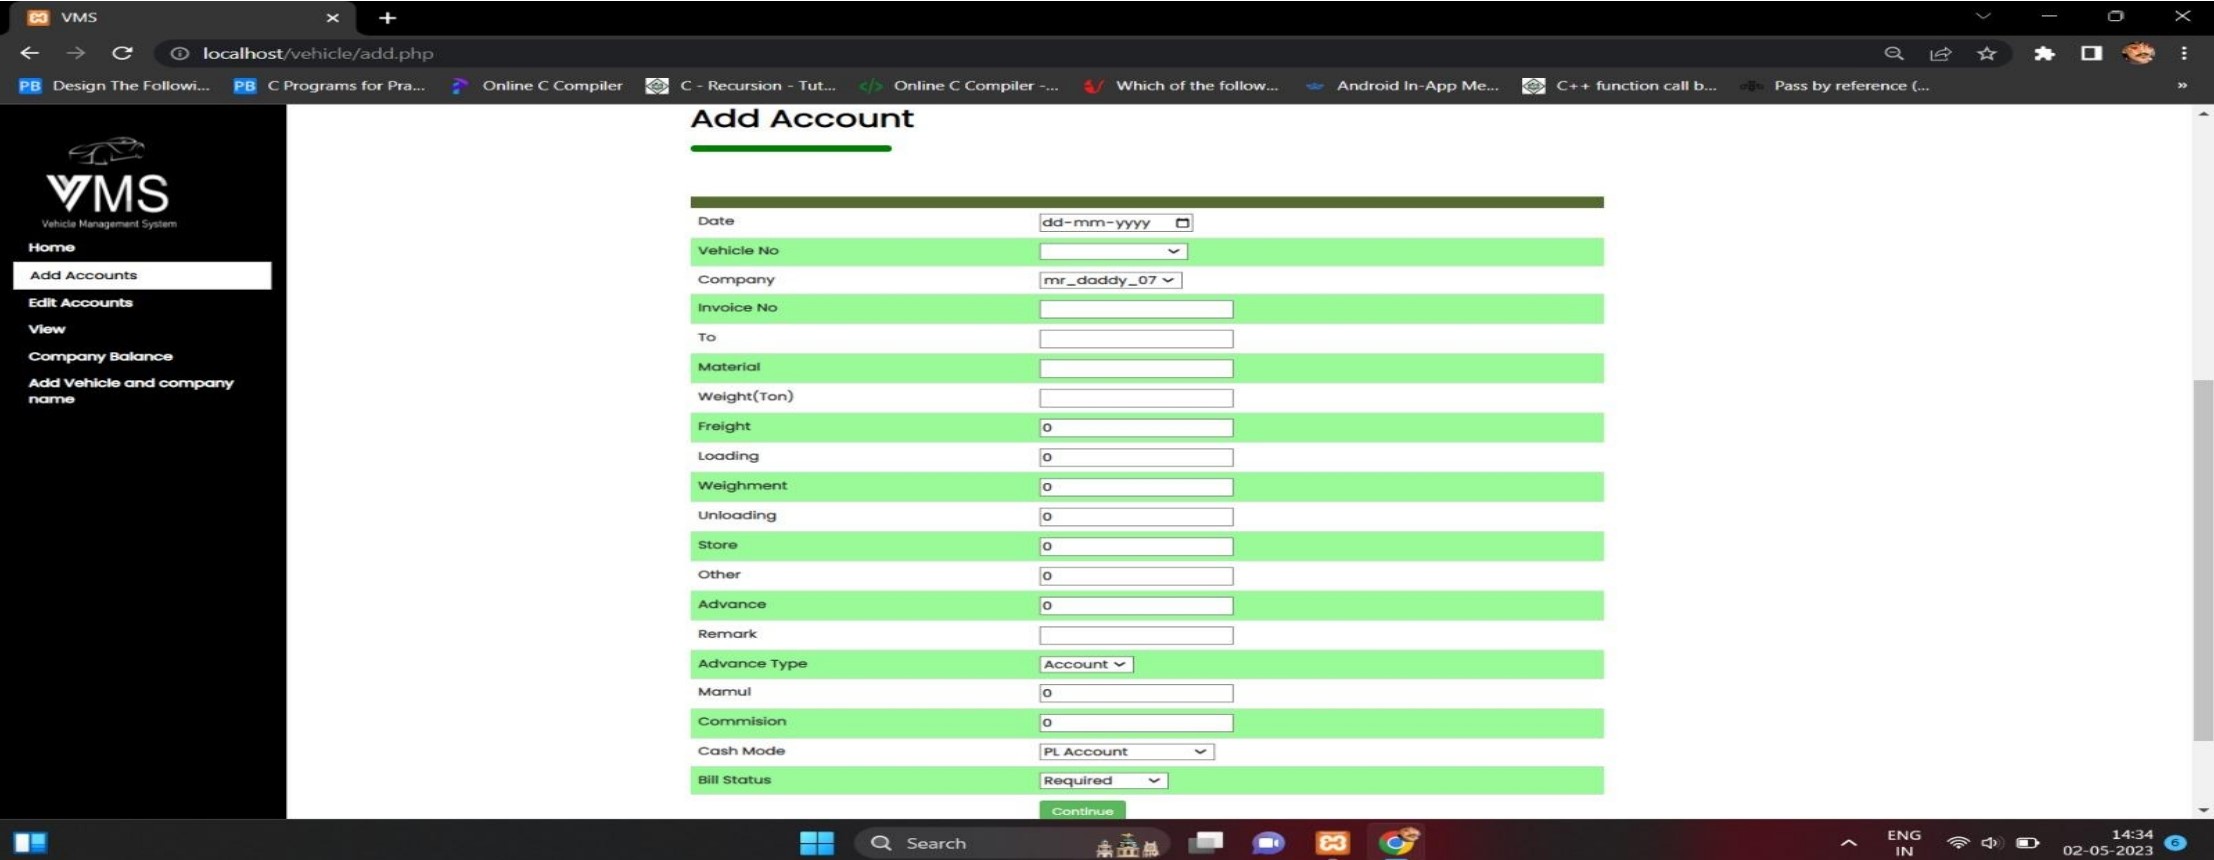 VMS
localhost/vehicle/add.php
PB Design The Followi... PB C Programs for Pra... Online C Compiler C - Recursion - Tut... Online C Compiler -... Which of the follow... Android In-App Me... C++ function call b... Pass by reference (... »
VMS
Vehicle Management System
Home
Add Accounts
Edit Accounts
View
Company Balance
Add Vehicle and company
name
Add Account
Date dd-mm-yyyy
Vehicle No
Company mr_daddy_07
Invoice No
To
Material
Weight(Ton)
Freight 0
Loading 0
Weighment 0
Unloading 0
Store 0
Other 0
Advance 0
Remark
Advance Type Account
Mamul 0
Commision 0
Cash Mode PL Account
Bill Status Required
Continue
Search
ENG
IN
14:34
02-05-2023
6